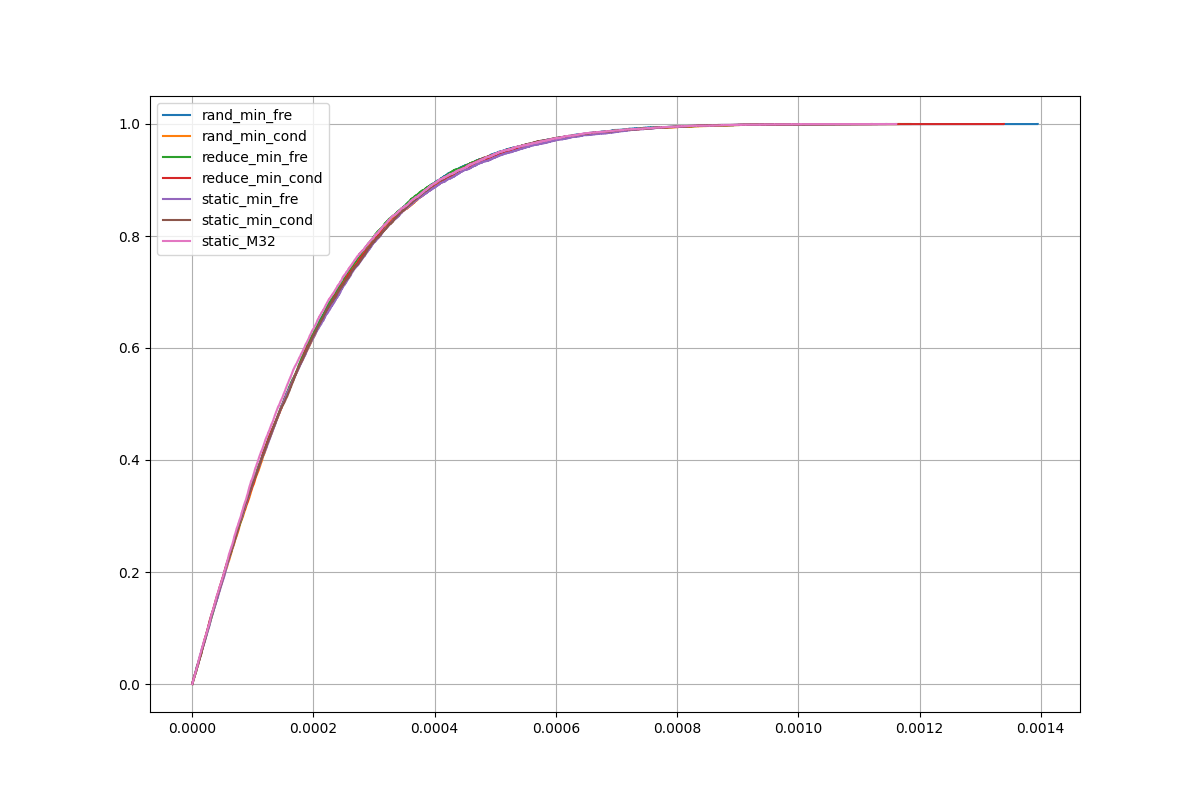 rand_min_fre
rand_min_cond
reduce_min_fre
reduce_min_cond
static_min_fre
static_min_cond
static_M32
1.0
0.8
0.6
0.4
0.2
0.0
0.0000 0.0002 0.0004 0.0006 0.0008 0.0010 0.0012 0.0014